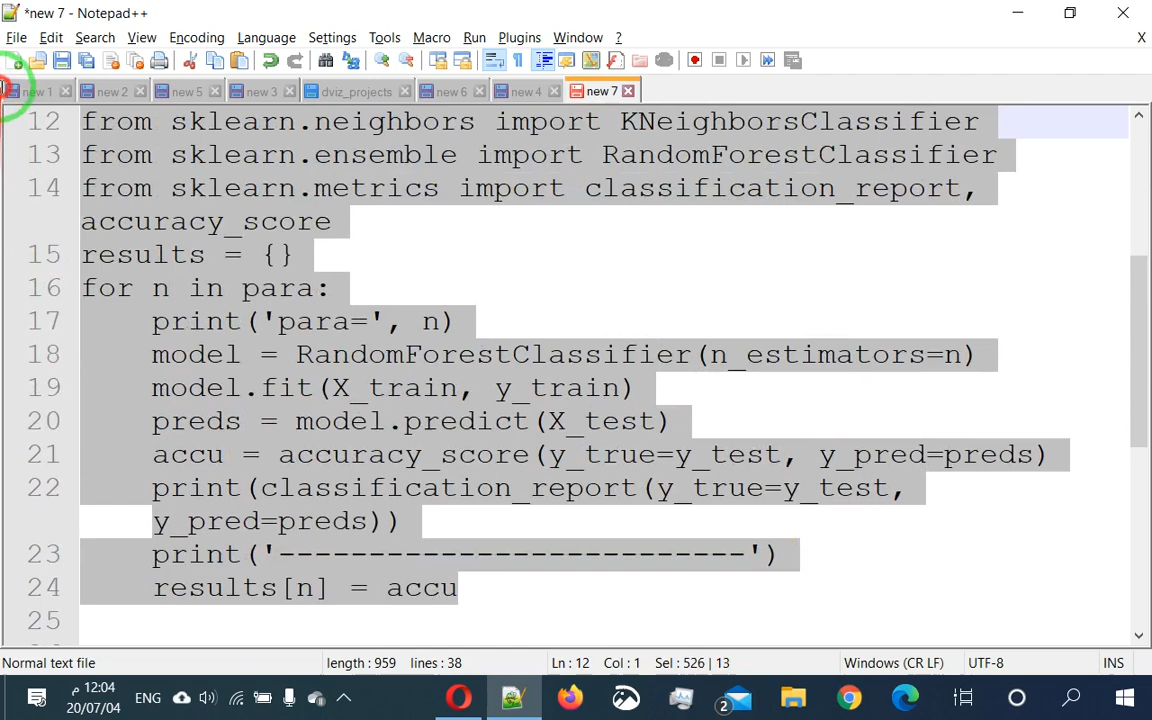 *new 7 - Notepad++
File Edit Search View Encoding Language Settings Tools Macro Run Plugins Window ?
X
new 1 new 2 new 5 new 3 dviz_projects new 6 new 4 new 7
12 from sklearn.neighbors import KNeighborsClassifier
13 from sklearn.ensemble import RandomForestClassifier
14 from sklearn.metrics import classification_report,
accuracy_score
15 results = {}
16 for n in para:
17 print('para=', n)
18 model = RandomForestClassifier(n_estimators=n)
19 model.fit(X_train, y_train)
20 preds = model.predict(X_test)
21 accu = accuracy_score(y_true=y_test, y_pred=preds)
22 print(classification_report(y_true=y_test,
y_pred=preds))
23 print('--------------------------')
24 results[n] = accu
25
Normal text file length : 959 lines : 38 Ln : 12 Col : 1 Sel : 526 | 13 Windows (CR LF) UTF-8 INS
12:04 م
ENG
2
20/07/04